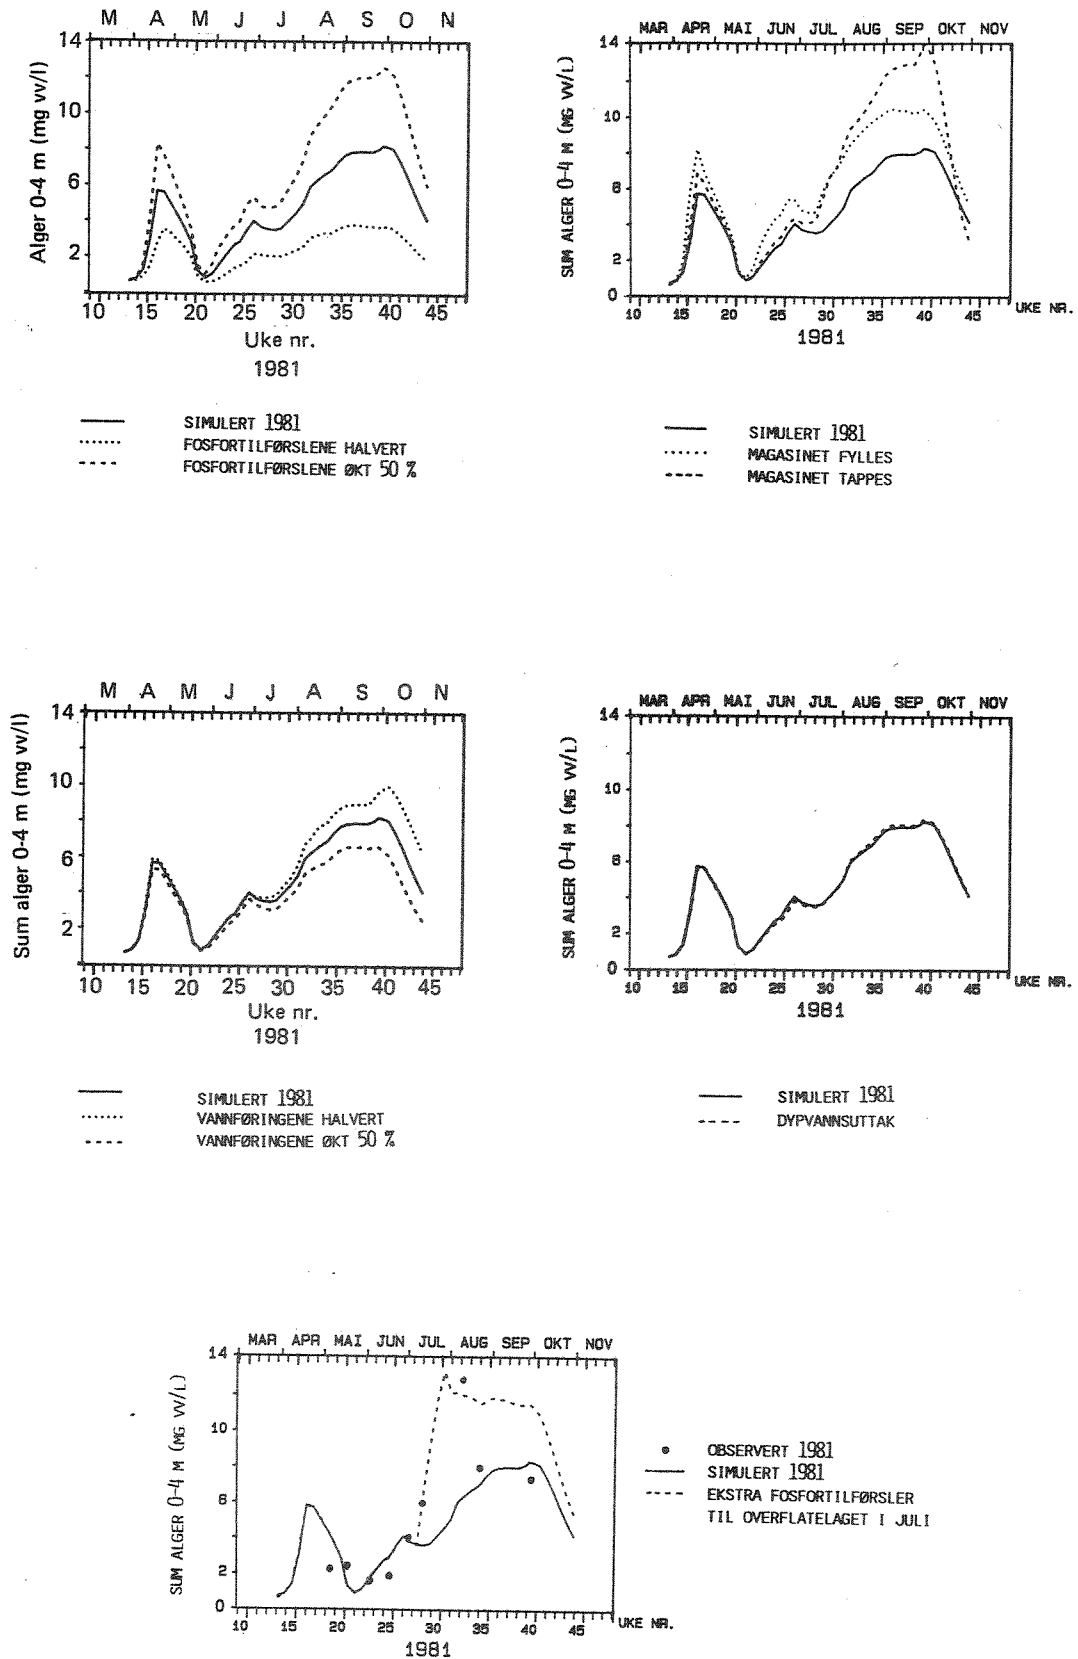 M A M J J A S O N
14
10
6
2
Alger 0-4 m (mg vv/l)
10 15 20 25 30 35 40 45
Uke nr.
1981
SIMULERT 1981
FOSFORTILFØRSLENE HALVERT
FOSFORTILFØRSLENE ØKT 50 %
MAR APR MAI JUN JUL AUG SEP OKT NOV
14
10
6
2
0
SUM ALGER 0-4 M (MG VV/L)
10 15 20 25 30 35 40 45 UKE NR.
1981
SIMULERT 1981
MAGASINET FYLLES
MAGASINET TAPPES
M A M J J A S O N
14
10
6
2
Sum alger 0-4 m (mg vv/l)
10 15 20 25 30 35 40 45
Uke nr.
1981
SIMULERT 1981
VANNFØRINGENE HALVERT
VANNFØRINGENE ØKT 50 %
MAR APR MAI JUN JUL AUG SEP OKT NOV
14
10
6
2
0
SUM ALGER 0-4 M (MG VV/L)
10 15 20 25 30 35 40 45 UKE NR.
1981
SIMULERT 1981
DYPVANNSUTTAK
MAR APR MAI JUN JUL AUG SEP OKT NOV
14
10
6
2
0
SUM ALGER 0-4 M (MG VV/L)
10 15 20 25 30 35 40 45 UKE NR.
1981
OBSERVERT 1981
SIMULERT 1981
EKSTRA FOSFORTILFØRSLER
TIL OVERFLATELAGET I JULI